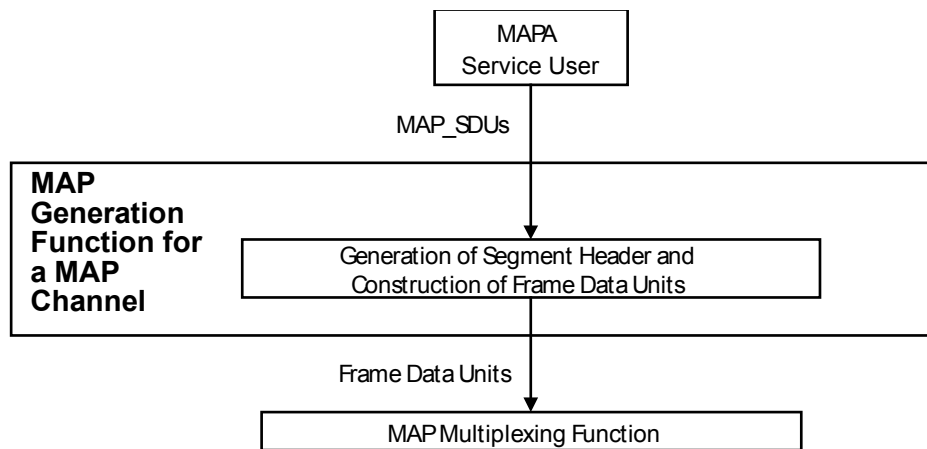 MAPA
Service User
MAP_SDUs
MAP
Generation
Function for
a MAP
Channel
Generation of Segment Header and
Construction of Frame Data Units
Frame Data Units
MAP Multiplexing Function